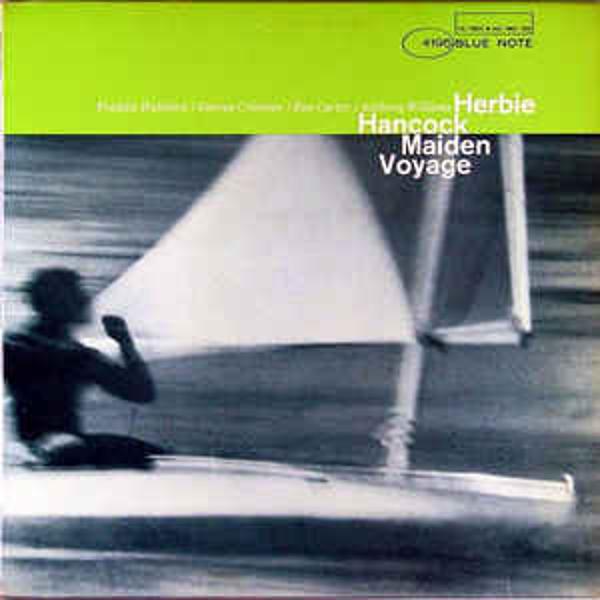 4195 BLUE NOTE
Freddie Hubbard / George Coleman / Ron Carter / Anthony Williams Herbie
Hancock
Maiden
Voyage